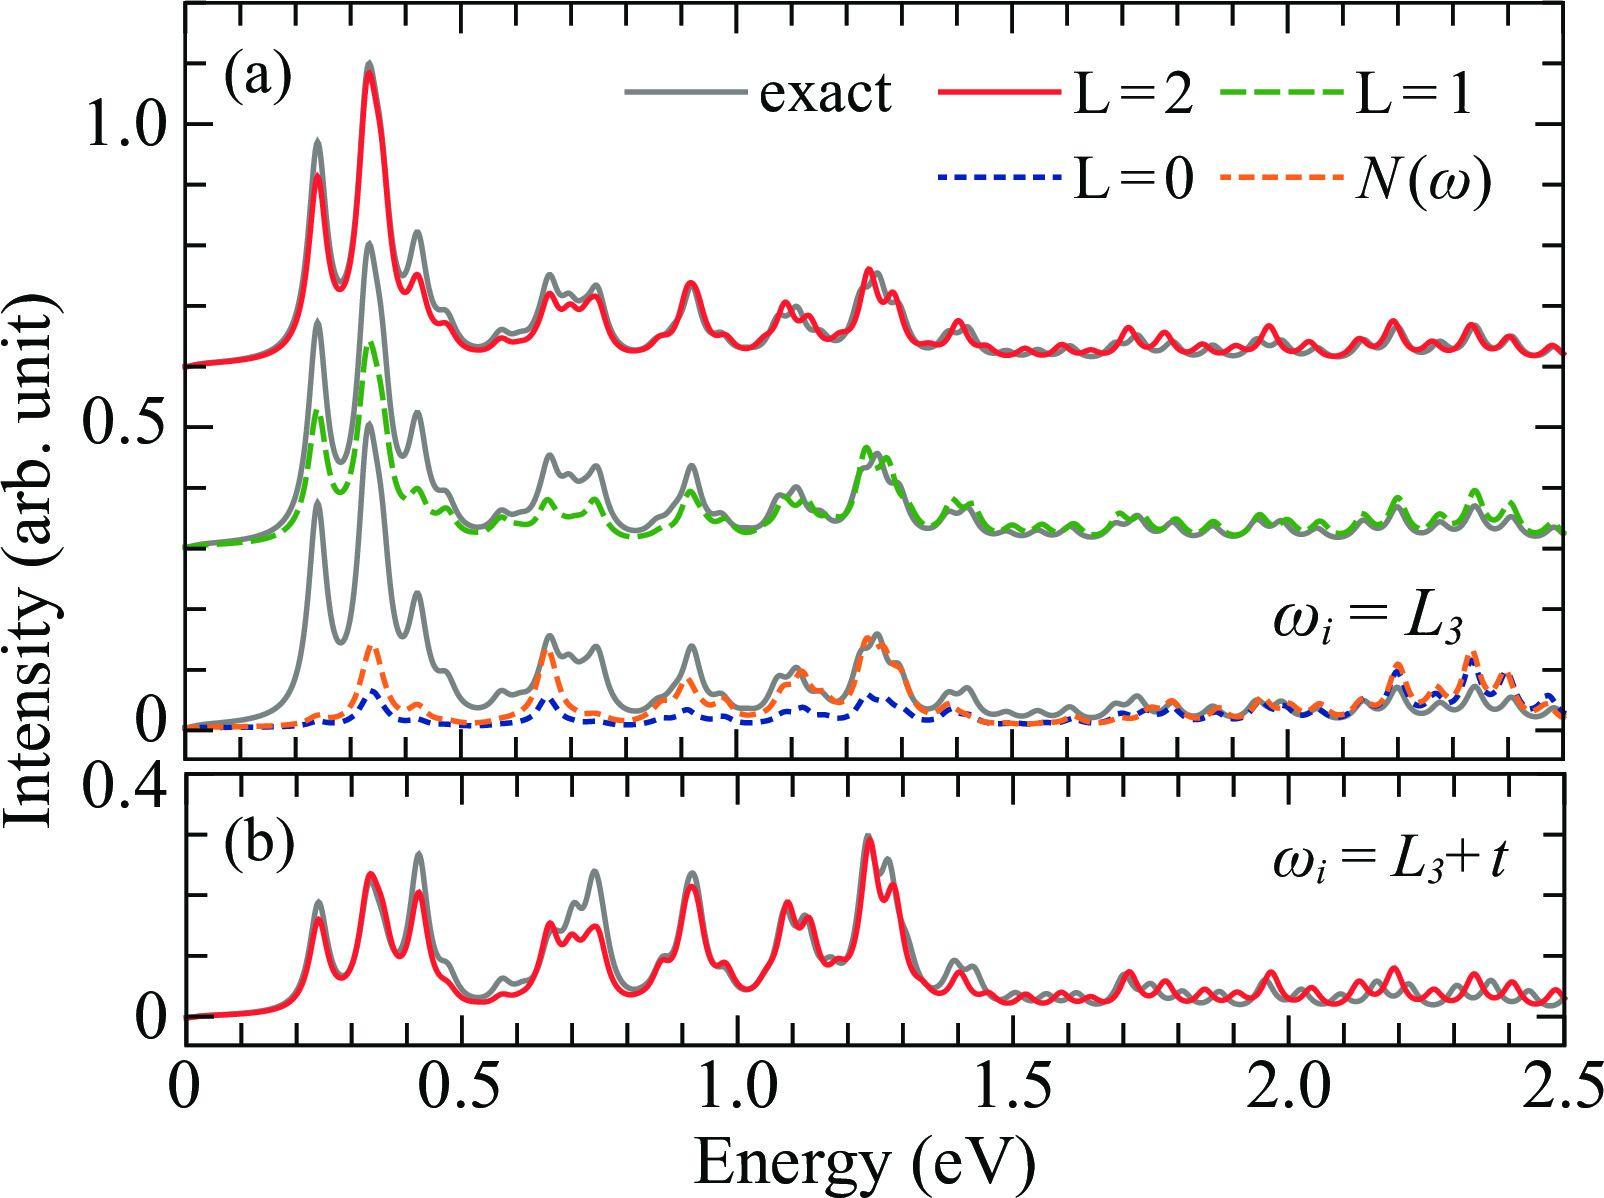 (a)
exact L=2 L=1
L=0 N(ω)
1.0
0.5
0
ωi = L3
Intensity (arb. unit)
0.4
0
(b)
ωi = L3+t
0 0.5 1.0 1.5 2.0 2.5
Energy (eV)